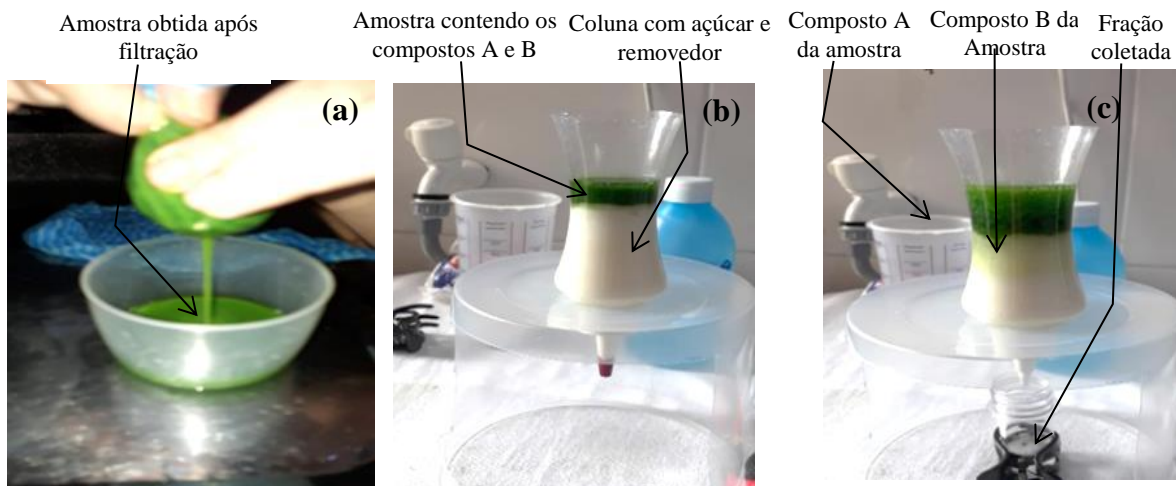 Amostra obtida após
filtração
Amostra contendo os
compostos A e B
Coluna com açúcar e
removedor
Composto A
da amostra
Composto B da
Amostra
Fração
coletada
(a)
(b)
(c)